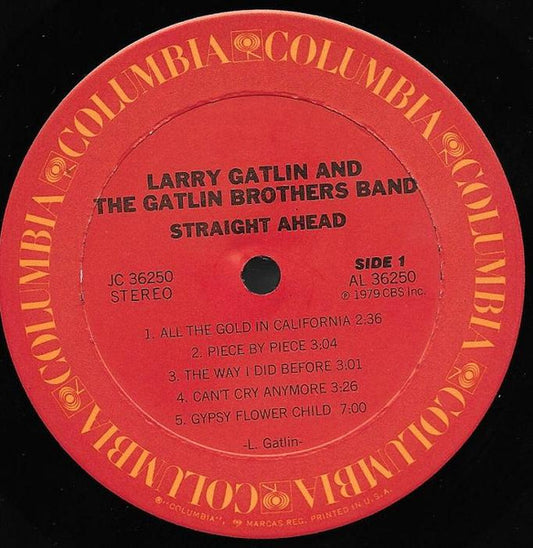 COLUMBIA COLUMBIA COLUMBIA COLUMBIA COLUMBIA COLUMBIA
LARRY GATLIN AND
THE GATLIN BROTHERS BAND
STRAIGHT AHEAD
JC 36250
STEREO
SIDE 1
AL 36250
℗ 1979 CBS Inc.
1. ALL THE GOLD IN CALIFORNIA 2:36
2. PIECE BY PIECE 3:04
3. THE WAY I DID BEFORE 3:01
4. CAN'T CRY ANYMORE 3:26
5. GYPSY FLOWER CHILD 7:00
-L. Gatlin-
®"COLUMBIA", MARCAS REG. PRINTED IN U.S.A.